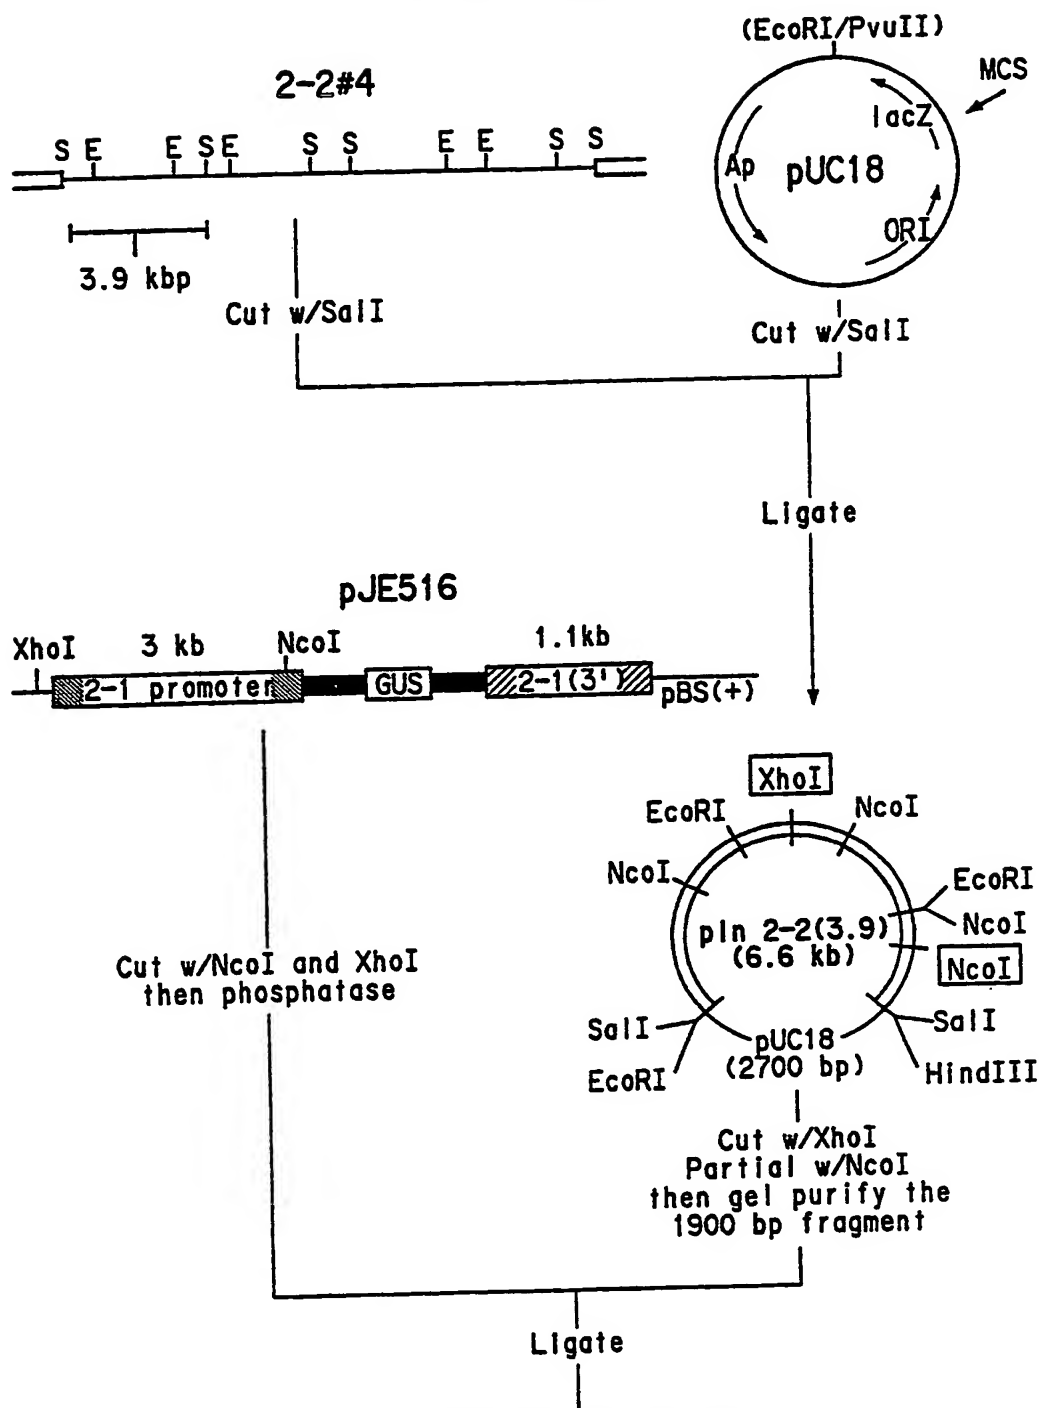 (EcoRI/PvuII)
2-2#4
MCS
S E E S E S S E E S S
lacZ
Ap
pUC18
ORI
3.9 kbp
Cut w/SalI
Cut w/SalI
Ligate
pJE516
XhoI
3 kb
NcoI
1.1kb
2-1 promoter
GUS
2-1(3')
pBS(+)
XhoI
EcoRI
NcoI
NcoI
EcoRI
NcoI
pin 2-2(3.9)
(6.6 kb)
NcoI
Cut w/NcoI and XhoI
then phosphatase
SalI
EcoRI
pUC18
(2700 bp)
SalI
HindIII
Cut w/XhoI
Partial w/NcoI
then gel purify the
1900 bp fragment
Ligate